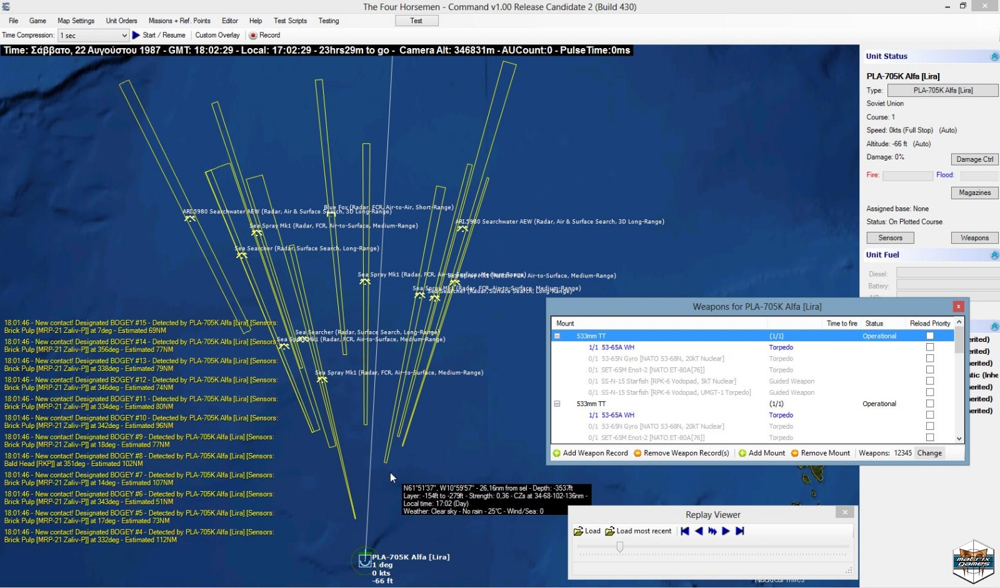 The Four Horsemen - Command v1.00 Release Candidate 2 (Build 430)
File Game Map Settings Unit Orders Missions + Ref. Points Editor Help Test Scripts Testing Test
Time Compression: 1 sec Start / Resume Custom Overlay Record
Time: Σάββατο, 22 Αυγούστου 1987 - GMT: 18:02:29 - Local: 17:02:29 - 23hrs29m to go - Camera Alt: 346831m - AUCount:0 - PulseTime:0ms
Blue Fox (Radar, FCR, Air-to-Air, Short-Range)
ARI.5980 Searchwater AEW (Radar, Air & Surface Search, 3D Long-Range)
ARI.5980 Searchwater AEW (Radar, Air & Surface Search, 3D Long-Range)
Sea Spray Mk1 (Radar, FCR, Air-to-Surface, Medium-Range)
Sea Searcher (Radar, Surface Search, Long-Range)
Sea Spray Mk1 (Radar, FCR, Air-to-Surface, Medium-Range)
Sea Spray Mk1 (Radar, FCR, Air-to-Surface, Medium-Range)
Sea Spray Mk1 (Radar, FCR, Air-to-Surface, Medium-Range)
Sea Searcher (Radar, Surface Search, Long-Range)
Sea Searcher (Radar, Surface Search, Long-Range)
Sea Spray Mk1 (Radar, FCR, Air-to-Surface, Medium-Range)
Sea Spray Mk1 (Radar, FCR, Air-to-Surface, Medium-Range)
18:01:46 - New contact! Designated BOGEY #15 - Detected by PLA-705K Alfa [Lira] [Sensors:
Brick Pulp [MRP-21 Zaliv-P]] at 7deg - Estimated 69NM
18:01:46 - New contact! Designated BOGEY #14 - Detected by PLA-705K Alfa [Lira] [Sensors:
Brick Pulp [MRP-21 Zaliv-P]] at 356deg - Estimated 77NM
18:01:46 - New contact! Designated BOGEY #13 - Detected by PLA-705K Alfa [Lira] [Sensors:
Brick Pulp [MRP-21 Zaliv-P]] at 338deg - Estimated 79NM
18:01:46 - New contact! Designated BOGEY #12 - Detected by PLA-705K Alfa [Lira] [Sensors:
Brick Pulp [MRP-21 Zaliv-P]] at 346deg - Estimated 74NM
18:01:46 - New contact! Designated BOGEY #11 - Detected by PLA-705K Alfa [Lira] [Sensors:
Brick Pulp [MRP-21 Zaliv-P]] at 334deg - Estimated 80NM
18:01:46 - New contact! Designated BOGEY #10 - Detected by PLA-705K Alfa [Lira] [Sensors:
Brick Pulp [MRP-21 Zaliv-P]] at 342deg - Estimated 96NM
18:01:46 - New contact! Designated BOGEY #9 - Detected by PLA-705K Alfa [Lira] [Sensors:
Brick Pulp [MRP-21 Zaliv-P]] at 18deg - Estimated 77NM
18:01:46 - New contact! Designated BOGEY #8 - Detected by PLA-705K Alfa [Lira] [Sensors:
Bald Head [RKP]] at 351deg - Estimated 102NM
18:01:46 - New contact! Designated BOGEY #7 - Detected by PLA-705K Alfa [Lira] [Sensors:
Brick Pulp [MRP-21 Zaliv-P]] at 14deg - Estimated 107NM
18:01:46 - New contact! Designated BOGEY #6 - Detected by PLA-705K Alfa [Lira] [Sensors:
Brick Pulp [MRP-21 Zaliv-P]] at 343deg - Estimated 51NM
18:01:46 - New contact! Designated BOGEY #5 - Detected by PLA-705K Alfa [Lira] [Sensors:
Brick Pulp [MRP-21 Zaliv-P]] at 17deg - Estimated 73NM
18:01:46 - New contact! Designated BOGEY #4 - Detected by PLA-705K Alfa [Lira] [Sensors:
Brick Pulp [MRP-21 Zaliv-P]] at 332deg - Estimated 112NM
N61°51'37", W10°59'57" - 26,16nm from sel - Depth: -3537ft
Layer: -154ft to -279ft - Strength: 0,36 - CZs at 34-68-102-136nm -
Local time: 17:02 (Day)
Weather: Clear sky - No rain - 25°C - Wind/Sea: 0
PLA-705K Alfa [Lira]
1 deg
0 kts
-66 ft
Unit Status
PLA-705K Alfa [Lira]
Type: PLA-705K Alfa [Lira]
Soviet Union
Course: 1
Speed: 0kts (Full Stop) (Auto)
Altitude: -66 ft (Auto)
Damage: 0% Damage Ctrl
Fire: Flood:
Magazines
Assigned base: None
Status: On Plotted Course
Sensors Weapons
Unit Fuel
Diesel:
Battery:
Weapons for PLA-705K Alfa [Lira]
Mount Time to fire Status Reload Priority
533mm TT (1/1) Operational
1/1 53-65A WH Torpedo
0/1 53-65N Gyro [NATO 53-68N, 20kT Nuclear] Torpedo
0/1 SET-65M Enot-2 [NATO ET-80A[76]] Torpedo
0/1 SS-N-15 Starfish [RPK-6 Vodopad, 5kT Nuclear] Guided Weapon
0/1 SS-N-15 Starfish [RPK-6 Vodopad, UMGT-1 Torpedo] Guided Weapon
533mm TT (1/1) Operational
1/1 53-65A WH Torpedo
0/1 53-65N Gyro [NATO 53-68N, 20kT Nuclear] Torpedo
0/1 SET-65M Enot-2 [NATO ET-80A[76]] Torpedo
Add Weapon Record Remove Weapon Record(s) Add Mount Remove Mount Weapons: 12345 Change
erited)
erited)
erited)
stic (Inhe
erited)
erited)
erited)
Replay Viewer
Load Load most recent
matrix games